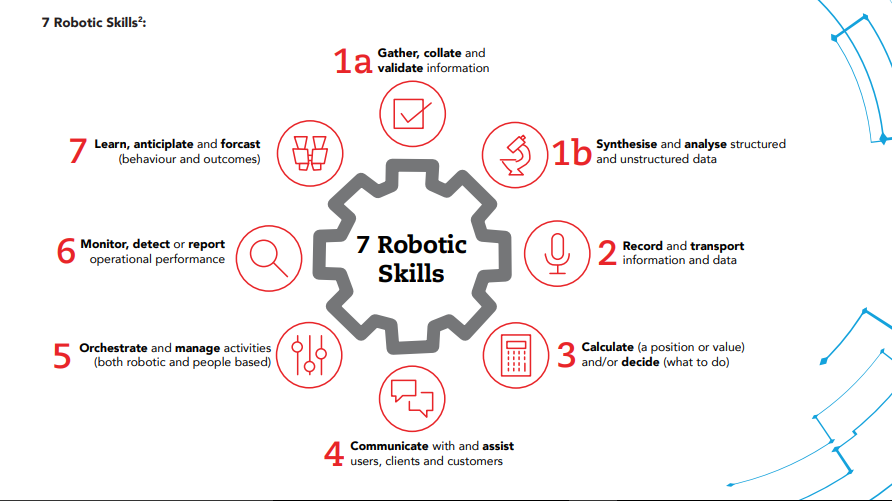 7 Robotic Skills²:
1a Gather, collate and
validate information
1b Synthesise and analyse structured
and unstructured data
2 Record and transport
information and data
3 Calculate (a position or value)
and/or decide (what to do)
4 Communicate with and assist
users, clients and customers
5 Orchestrate and manage activities
(both robotic and people based)
6 Monitor, detect or report
operational performance
7 Learn, anticiplate and forcast
(behaviour and outcomes)
7 Robotic
Skills